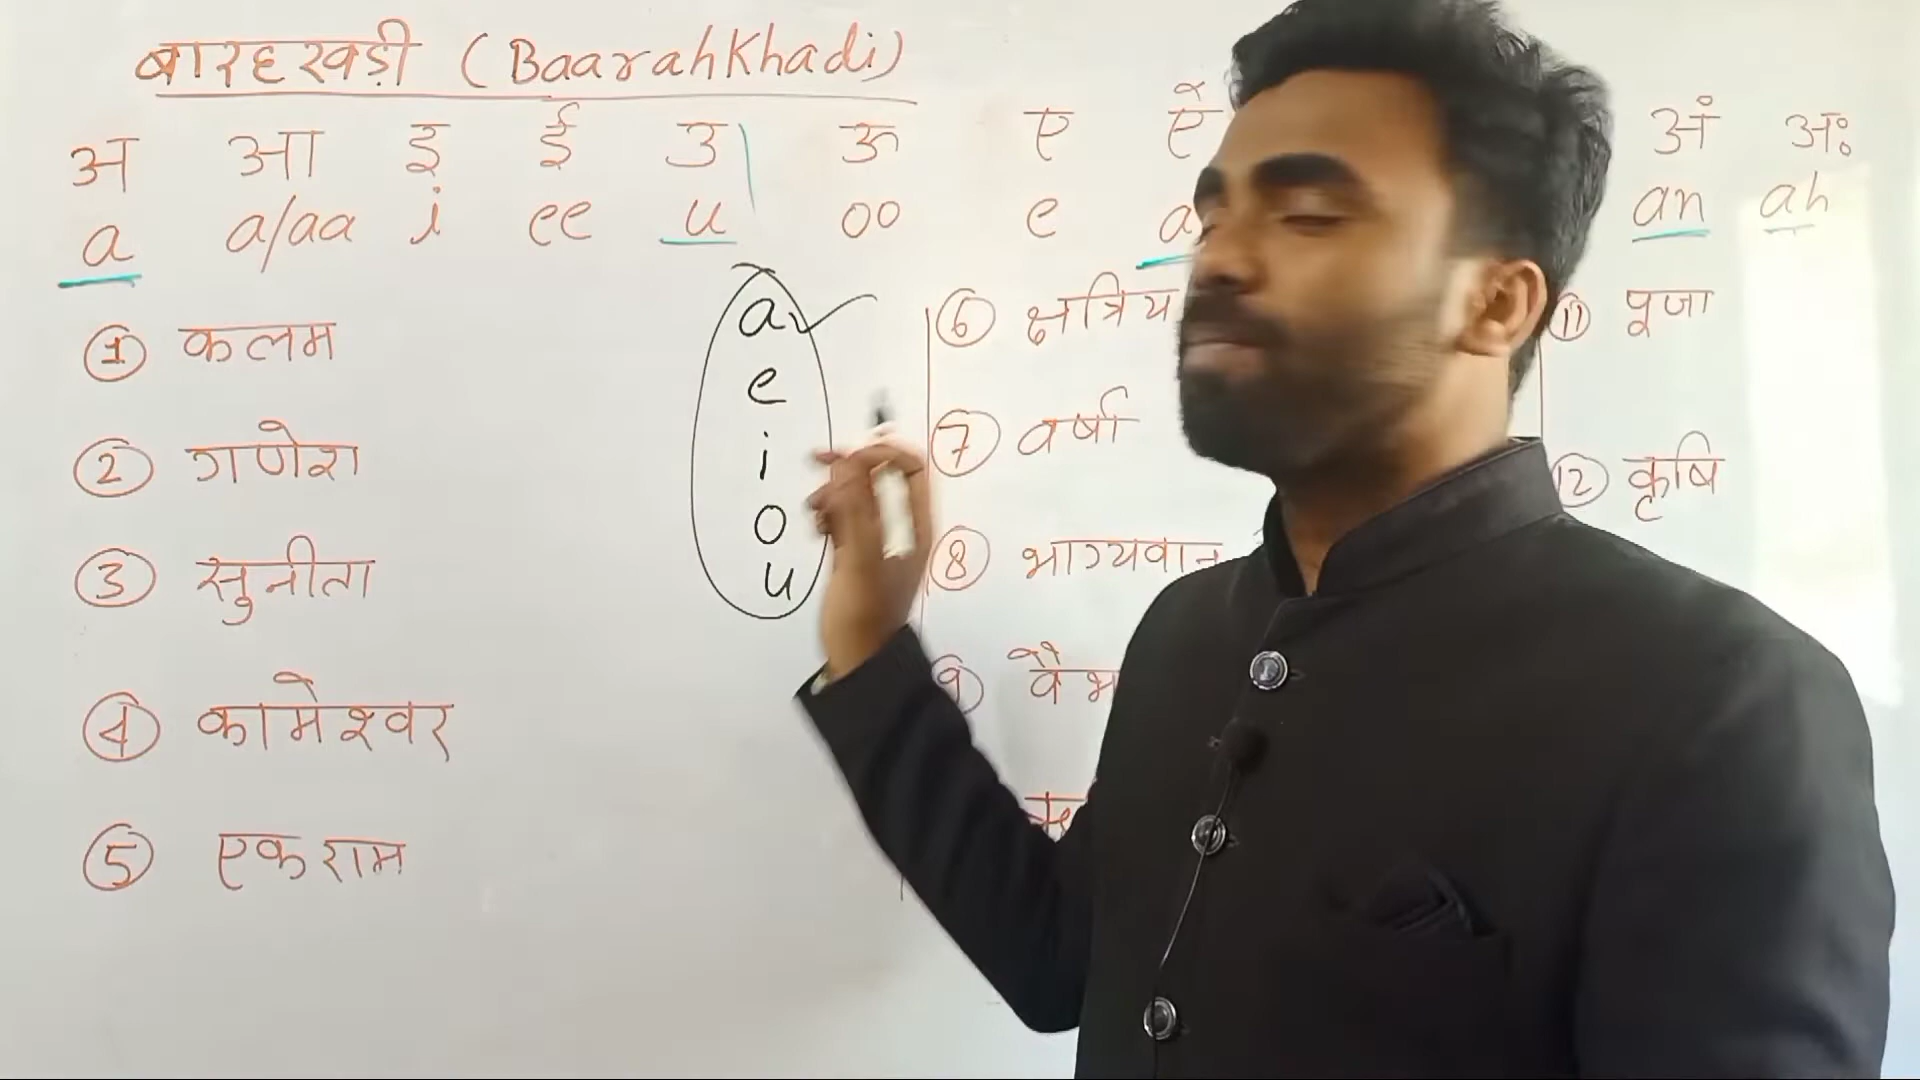 बारहखड़ी (BaarahKhadi)
अ आ इ ई उ ऊ ए ऐ अं अः
a a/aa i ee u oo e a an ah
1 कलम
2 गणेश
3 सुनीता
4 कामेश्वर
5 एकराम
a
e
i
o
u
6 क्षत्रिय
7 वर्षा
8 भाग्यवान
9
11 पूजा
12 कृषि